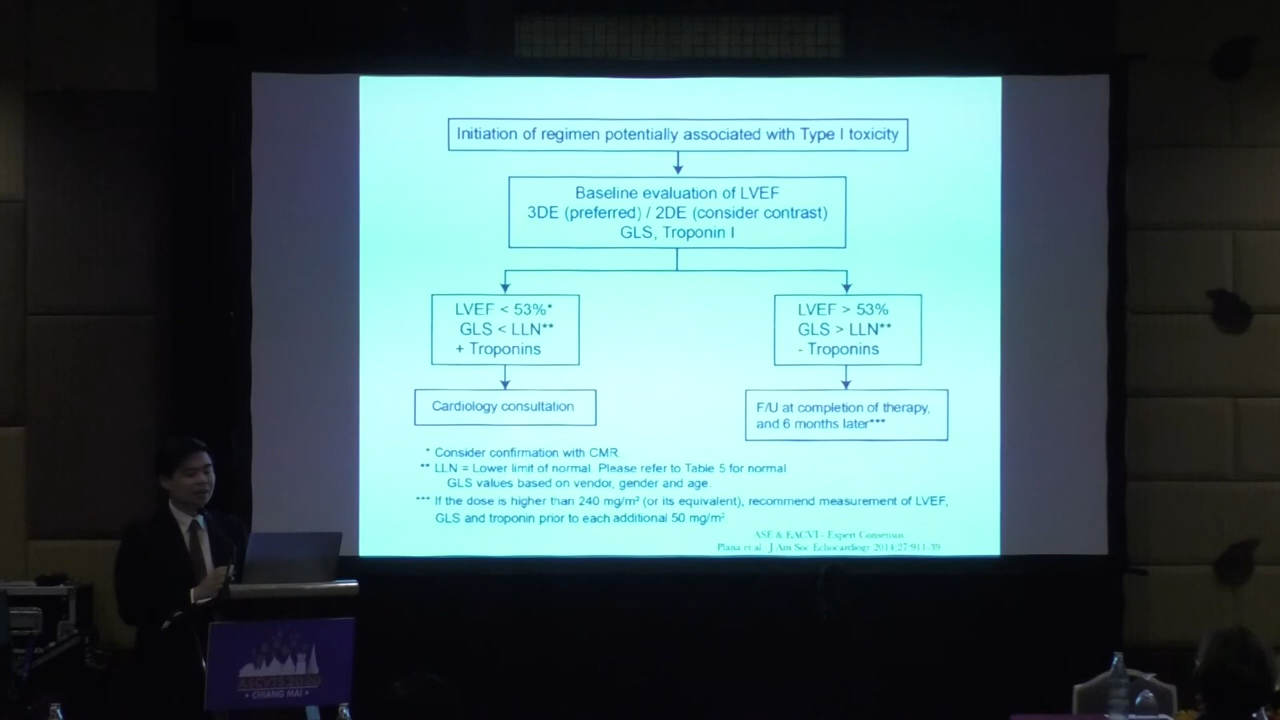 Initiation of regimen potentially associated with Type I toxicity
Baseline evaluation of LVEF
3DE (preferred) / 2DE (consider contrast)
GLS, Troponin I
LVEF < 53%*
GLS < LLN**
+ Troponins
LVEF > 53%
GLS > LLN**
- Troponins
Cardiology consultation
F/U at completion of therapy,
and 6 months later***
* Consider confirmation with CMR.
** LLN = Lower limit of normal. Please refer to Table 5 for normal
GLS values based on vendor, gender and age.
*** If the dose is higher than 240 mg/m² (or its equivalent), recommend measurement of LVEF,
GLS and troponin prior to each additional 50 mg/m²
ASE & EACVI - Expert Consensus
Plana et al. J Am Soc Echocardiogr 2014;27:911-39
ASCVTS 2020
• CHIANG MAI •